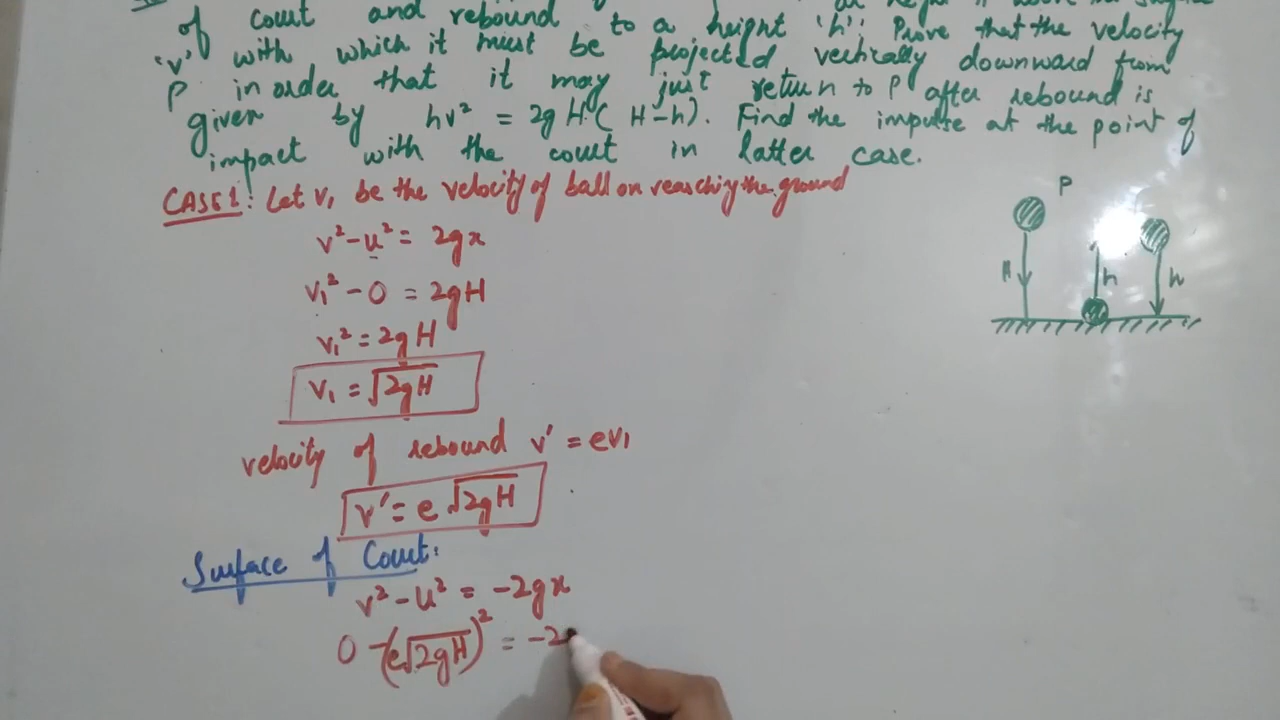 of court and rebound to a height 'h'; Prove that the velocity
'v' with which it must be projected vertically downward from
P in order that it may just return to P after rebound is
given by hv² = 2gH(H-h). Find the impulse at the point of
impact with the court in latter case.
CASE1: Let v₁ be the velocity of ball on reaching the ground
v²-u² = 2gx
v₁² - 0 = 2gH
v₁² = 2gH
v₁ = √2gH
velocity of rebound v' = ev₁
v' = e√2gH
Surface of Court:
v² - u² = -2gx
0 - (e√2gH)² = -2
P
H
h
h